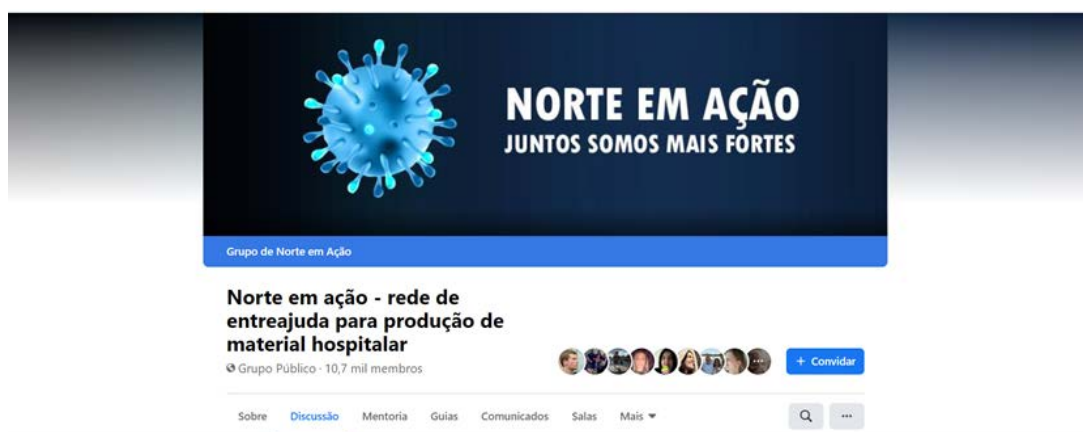 NORTE EM AÇÃO
JUNTOS SOMOS MAIS FORTES
Grupo de Norte em Ação
Norte em ação - rede de
entreajuda para produção de
material hospitalar
Grupo Público · 10,7 mil membros
+ Convidar
Sobre Discussão Mentoria Guias Comunicados Salas Mais